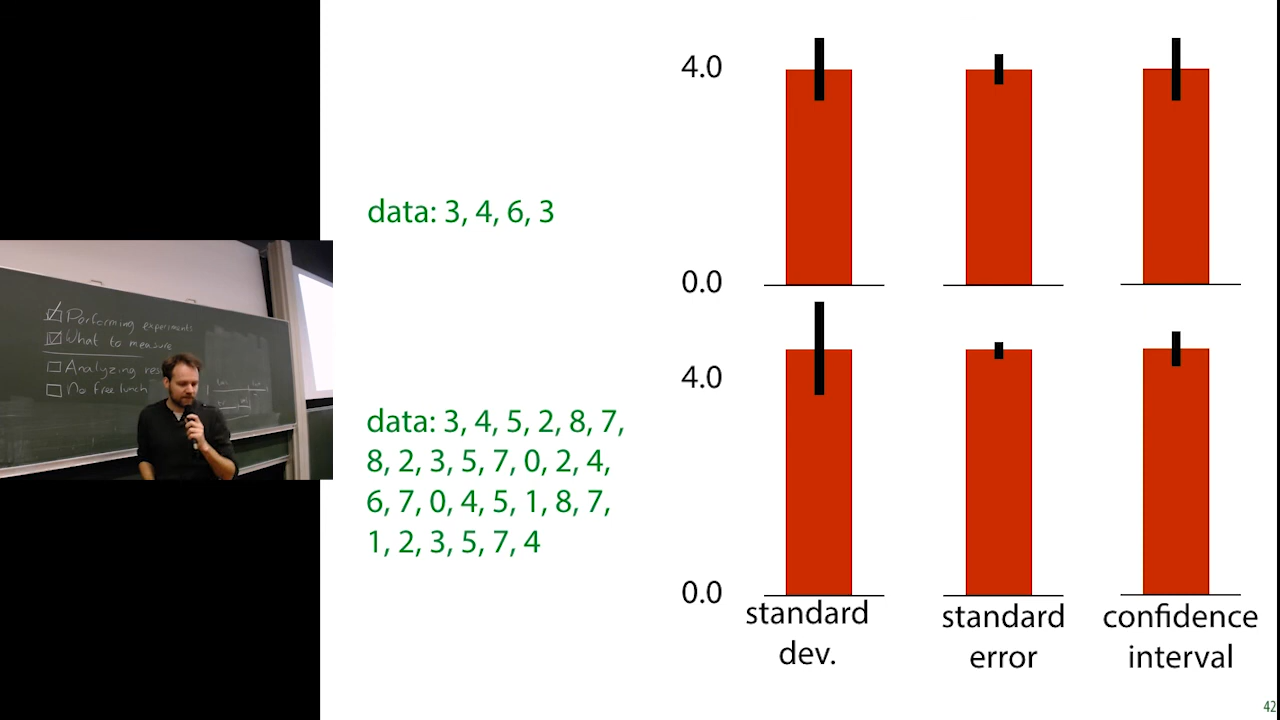 4.0
data: 3, 4, 6, 3
0.0
4.0
data: 3, 4, 5, 2, 8, 7,
8, 2, 3, 5, 7, 0, 2, 4,
6, 7, 0, 4, 5, 1, 8, 7,
1, 2, 3, 5, 7, 4
0.0
standard
dev.
standard
error
confidence
interval
42
Performing experiments
What to measure
Analyzing
No free lunch